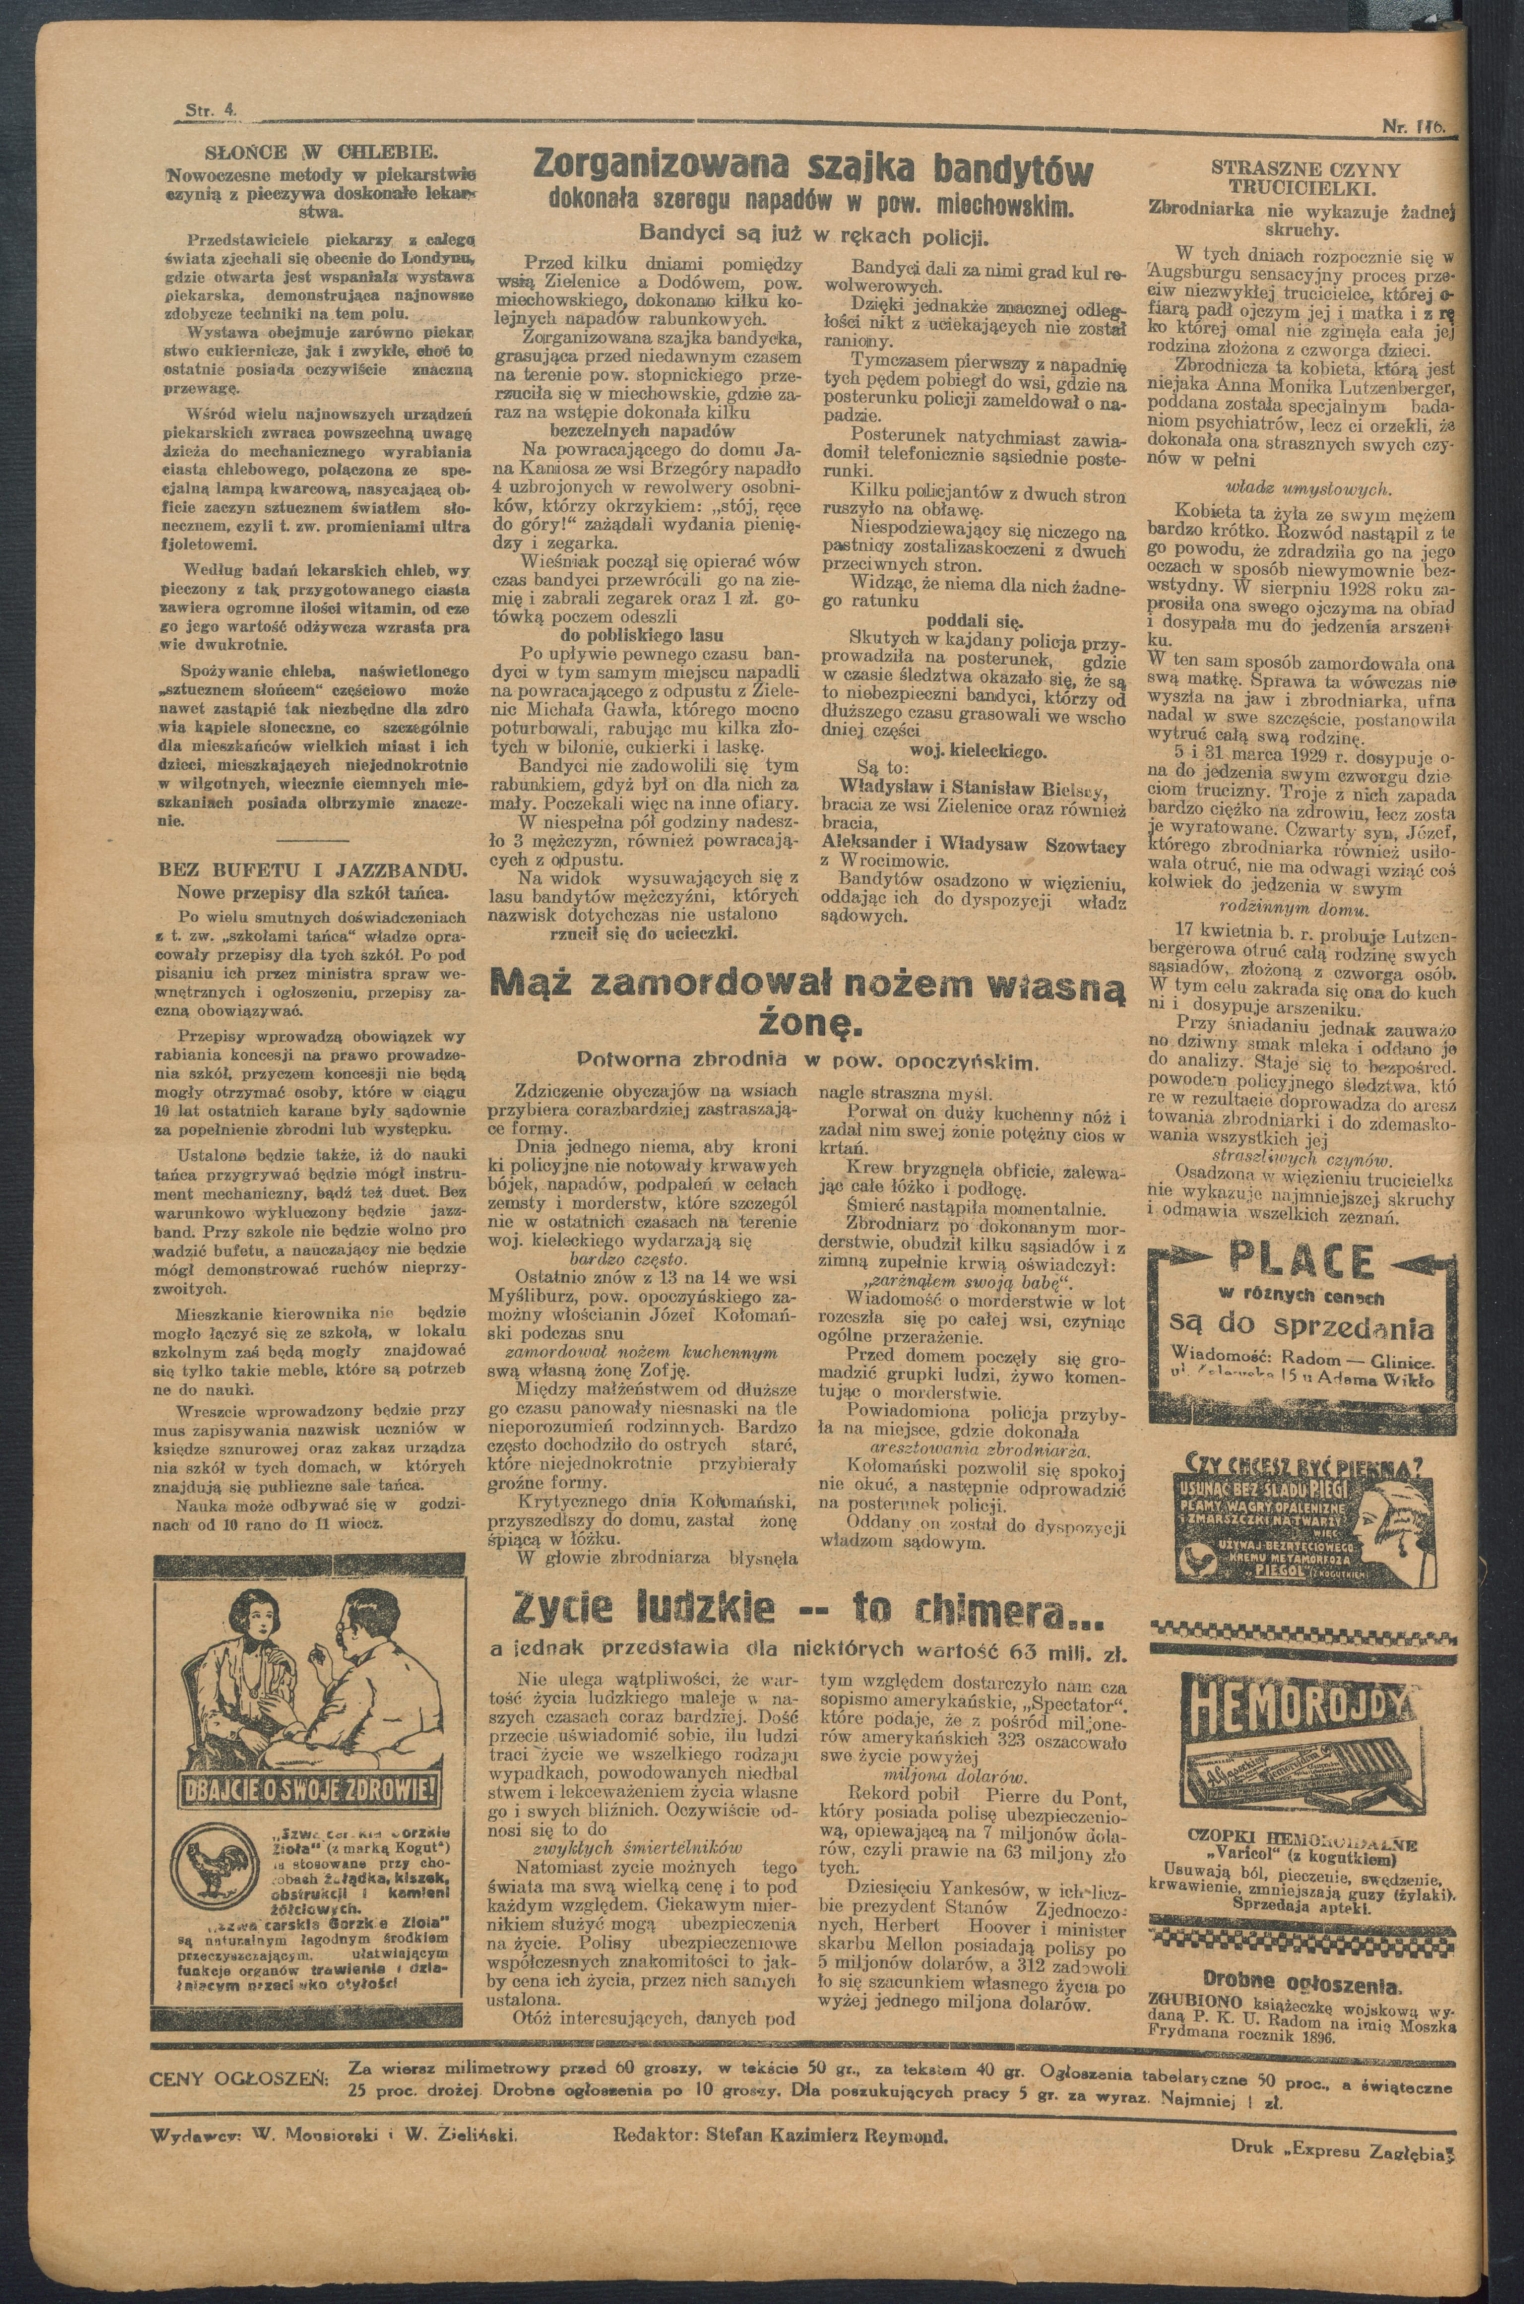 Str. 4.
Nr. 116.
SŁOŃCE W CHLEBIE.
Nowoczesne metody w piekarstwie
czynią z pieczywa doskonałe lekar-
stwa.
Przedstawiciele piekarzy z całego
świata zjechali się obecnie do Londynu,
gdzie otwarta jest wspaniała wystawa
piekarska, demonstrująca najnowsze
zdobycze techniki na tem polu.
Wystawa obejmuje zarówno piekar
stwo cukiernicze, jak i zwykłe, choć to
ostatnie posiada oczywiście znaczną
przewagę.
Wśród wielu najnowszych urządzeń
piekarskich zwraca powszechną uwagę
dzieża do mechanicznego wyrabiania
ciasta chlebowego, połączona ze spe-
cjalną lampą kwarcową, nasycającą ob-
ficie zaczyn sztucznem światłem sło-
necznem, czyli t. zw. promieniami ultra
fjoletowemi.
Według badań lekarskich chleb, wy
pieczony z tak przygotowanego ciasta
zawiera ogromne ilości witamin, od cze
go jego wartość odżywcza wzrasta pra
wie dwukrotnie.
Spożywanie chleba, naświetlonego
„sztucznem słońcem“ częściowo może
nawet zastąpić tak niezbędne dla zdro
wia kąpiele słoneczne, co szczególnie
dla mieszkańców wielkich miast i ich
dzieci, mieszkających niejednokrotnie
w wilgotnych, wiecznie ciemnych mie-
szkaniach posiada olbrzymie znacze-
nie.
BEZ BUFETU I JAZZBANDU.
Nowe przepisy dla szkół tańca.
Po wielu smutnych doświadczeniach
z t. zw. „szkołami tańca“ władze opra-
cowały przepisy dla tych szkół. Po pod
pisaniu ich przez ministra spraw we-
wnętrznych i ogłoszeniu, przepisy za-
czną obowiązywać.
Przepisy wprowadzą obowiązek wy
rabiania koncesji na prawo prowadze-
nia szkół, przyczem koncesji nie będą
mogły otrzymać osoby, które w ciągu
10 lat ostatnich karane były sądownie
za popełnienie zbrodni lub występku.
Ustalone będzie także, iż do nauki
tańca przygrywać będzie mógł instru-
ment mechaniczny, bądź też duet. Bez
warunkowo wykluczony będzie jazz-
band. Przy szkole nie będzie wolno pro
wadzić bufetu, a nauczający nie będzie
mógł demonstrować ruchów nieprzy-
zwoitych.
Mieszkanie kierownika nie będzie
mogło łączyć się ze szkołą, w lokalu
szkolnym zaś będą mogły znajdować
się tylko takie meble, które są potrzeb
ne do nauki.
Wreszcie wprowadzony będzie przy
mus zapisywania nazwisk uczniów w
księdze sznurowej oraz zakaz urządza
nia szkół w tych domach, w których
znajdują się publiczne sale tańca.
Nauka może odbywać się w godzi-
nach od 10 rano do 11 wiecz.
DBAJCIE O SWOJE ZDROWIE!
Zioła“ (z marką Kogut“)
są stosowane przy cho-
robach żołądka, kiszek,
obstrukcji i kamieni
żółciowych.
są naturalnym łagodnym środkiem
przeczyszczającym, ułatwiającym
funkcje organów trawienia i dzia-
łającym przeciwko otyłości
Zorganizowana szajka bandytów
dokonała szeregu napadów w pow. miechowskim.
Bandyci są już w rękach policji.
Przed kilku dniami pomiędzy
wsią Zielenice a Dodówem, pow.
miechowskiego, dokonano kilku ko-
lejnych napadów rabunkowych.
Zorganizowana szajka bandycka,
grasująca przed niedawnym czasem
na terenie pow. stopnickiego prze-
rzuciła się w miechowskie, gdzie za-
raz na wstępie dokonała kilku
bezczelnych napadów
Na powracającego do domu Ja-
na Kaniosa ze wsi Brzegóry napadło
4 uzbrojonych w rewolwery osobni-
ków, którzy okrzykiem: „stój, ręce
do góry!“ zażądali wydania pienię-
dzy i zegarka.
Wieśniak począł się opierać wów
czas bandyci przewrócili go na zie-
mię i zabrali zegarek oraz 1 zł. go-
tówką poczem odeszli
do pobliskiego lasu
Po upływie pewnego czasu ban-
dyci w tym samym miejscu napadli
na powracającego z odpustu z Ziele-
nic Michała Gawła, którego mocno
poturbowali, rabując mu kilka zło-
tych w bilonie, cukierki i laskę.
Bandyci nie zadowolili się tym
rabunkiem, gdyż był on dla nich za
mały. Poczekali więc na inne ofiary.
W niespełna pół godziny nadesz-
ło 3 mężczyzn, również powracają-
cych z odpustu.
Na widok wysuwających się z
lasu bandytów mężczyźni, których
nazwisk dotychczas nie ustalono
rzucił się do ucieczki.
Bandyci dali za nimi grad kul re-
wolwerowych.
Dzięki jednakże znacznej odleg-
łości nikt z uciekających nie został
raniony.
Tymczasem pierwszy z napadnię
tych pędem pobiegł do wsi, gdzie na
posterunku policji zameldował o na-
padzie.
Posterunek natychmiast zawia-
domił telefonicznie sąsiednie poste-
runki.
Kilku policjantów z dwuch stron
ruszyło na obławę.
Niespodziewający się niczego na
pastnicy zostalizaskoczeni z dwuch
przeciwnych stron.
Widząc, że niema dla nich żadne-
go ratunku
poddali się.
Skutych w kajdany policja przy-
prowadziła na posterunek, gdzie
w czasie śledztwa okazało się, że są
to niebezpieczni bandyci, którzy od
dłuższego czasu grasowali we wscho
dniej części
woj. kieleckiego.
Są to:
Władysław i Stanisław Bielscy,
bracia ze wsi Zielenice oraz również
bracia,
Aleksander i Władysaw Szowtacy
z Wrocimowic.
Bandytów osadzono w więzieniu,
oddając ich do dyspozycji władz
sądowych.
Mąż zamordował nożem własną
żonę.
Potworna zbrodnia w pow. opoczyńskim.
Zdziczenie obyczajów na wsiach
przybiera corazbardziej zastraszają-
ce formy.
Dnia jednego niema, aby kroni
ki policyjne nie notowały krwawych
bójek, napadów, podpaleń w celach
zemsty i morderstw, które szczegól
nie w ostatnich czasach na terenie
woj. kieleckiego wydarzają się
bardzo często.
Ostatnio znów z 13 na 14 we wsi
Myśliburz, pow. opoczyńskiego za-
możny włościanin Józef Kołomań-
ski podczas snu
zamordował nożem kuchennym
swą własną żonę Zofję.
Między małżeństwem od dłuższe
go czasu panowały niesnaski na tle
nieporozumień rodzinnych. Bardzo
często dochodziło do ostrych starć,
które niejednokrotnie przybierały
groźne formy.
Krytycznego dnia Kołomański,
przyszedłszy do domu, zastał żonę
śpiącą w łóżku.
W głowie zbrodniarza błysnęła
nagle straszna myśl.
Porwał on duży kuchenny nóż i
zadał nim swej żonie potężny cios w
krtań.
Krew bryzgnęła obficie, zalewa-
jąc całe łóżko i podłogę.
Śmierć nastąpiła momentalnie.
Zbrodniarz po dokonanym mor-
derstwie, obudził kilku sąsiadów i z
zimną zupełnie krwią oświadczył:
„zarżnąłem swoją babę“.
Wiadomość o morderstwie w lot
rozeszła się po całej wsi, czyniąc
ogólne przerażenie.
Przed domem poczęły się gro-
madzić grupki ludzi, żywo komen-
tując o morderstwie.
Powiadomiona policja przyby-
ła na miejsce, gdzie dokonała
aresztowania zbrodniarza.
Kołomański pozwolił się spokoj
nie okuć, a następnie odprowadzić
na posterunek policji.
Oddany on został do dyspozycji
władzom sądowym.
Życie ludzkie -- to chimera...
a jednak przedstawia dla niektórych wartość 63 milj. zł.
Nie ulega wątpliwości, że war-
tość życia ludzkiego maleje w na-
szych czasach coraz bardziej. Dość
przecie uświadomić sobie, ilu ludzi
traci życie we wszelkiego rodzaju
wypadkach, powodowanych niedbal
stwem i lekceważeniem życia własne
go i swych bliźnich. Oczywiście od-
nosi się to do
zwykłych śmiertelników
Natomiast zycie możnych tego
świata ma swą wielką cenę i to pod
każdym względem. Ciekawym mier-
nikiem służyć mogą ubezpieczenia
na życie. Polisy ubezpieczeniowe
współczesnych znakomitości to jak-
by cena ich życia, przez nich samych
ustalona.
Otóż interesujących, danych pod
tym względem dostarczyło nam cza
sopismo amerykańskie, „Spectator“.
które podaje, że z pośród miljone-
rów amerykańskich 323 oszacowało
swe życie powyżej
miljona dolarów.
Rekord pobił Pierre du Pont,
który posiada polisę ubezpieczenio-
wą, opiewającą na 7 miljonów dola-
rów, czyli prawie na 63 miljony zło
tych.
Dziesięciu Yankesów, w ich licz-
bie prezydent Stanów Zjednoczo-
nych, Herbert Hoover i minister
skarbu Mellon posiadają polisy po
5 miljonów dolarów, a 312 zadowoli
ło się szacunkiem własnego życia po
wyżej jednego miljona dolarów.
STRASZNE CZYNY
TRUCICIELKI.
Zbrodniarka nie wykazuje żadnej
skruchy.
W tych dniach rozpocznie się w
Augsburgu sensacyjny proces prze-
ciw niezwykłej trucicielce, której o-
fiarą padł ojczym jej i matka i z rę
ko której omal nie zginęła cała jej
rodzina złożona z czworga dzieci.
Zbrodnicza ta kobieta, którą jest
niejaka Anna Monika Lutzenberger,
poddana została specjalnym bada-
niom psychiatrów, lecz ci orzekli, że
dokonała ona strasznych swych czy-
nów w pełni
władz umysłowych.
Kobieta ta żyła ze swym mężem
bardzo krótko. Rozwód nastąpił z te
go powodu, że zdradziła go na jego
oczach w sposób niewymownie bez-
wstydny. W sierpniu 1928 roku za-
prosiła ona swego ojczyma na obiad
i dosypała mu do jedzenia arszeni
ku.
W ten sam sposób zamordowała ona
swą matkę. Sprawa ta wówczas nie
wyszła na jaw i zbrodniarka, ufna
nadal w swe szczęście, postanowiła
wytruć całą swą rodzinę.
5 i 31 marca 1929 r. dosypuje o-
na do jedzenia swym czworgu dzie
ciom trucizny. Troje z nich zapada
bardzo ciężko na zdrowiu, lecz zosta
je wyratowane. Czwarty syn, Józef,
którego zbrodniarka również usiło-
wała otruć, nie ma odwagi wziąć coś
kolwiek do jedzenia w swym
rodzinnym domu.
17 kwietnia b. r. probuje Lutzen-
bergerowa otruć całą rodzinę swych
sąsiadów, złożoną z czworga osób.
W tym celu zakrada się ona do kuch
ni i dosypuje arszeniku.
Przy śniadaniu jednak zauważo
no dziwny smak mleka i oddano je
do analizy. Staje się to bezpośred.
powodem policyjnego śledztwa, któ
re w rezultacie doprowadza do aresz
towania zbrodniarki i do zdemasko-
wania wszystkich jej
straszliwych czynów.
Osadzona w więzieniu trucicielka
nie wykazuje najmniejszej skruchy
i odmawia wszelkich zeznań.
PLACE
w różnych cenach
są do sprzedania
Wiadomość: Radom — Glinice.
15 u Adama Wikło
CZY CHCESZ BYĆ PIĘKNA?
USUNĄĆ BEZ ŚLADU PIEGI
PLAMY, WĄGRY, OPALENIZNĘ
I ZMARSZCZKI NA TWARZY
WIĘC
UŻYWAJ BEZRTĘCIOWEGO
KREMU METAMORFOZA
„PIEGOL“ (Z KOGUTKIEM)
HEMOROJDY
CZOPKI HEMOROIDALNE
„Varicol“ (z kogutkiem)
Usuwają ból, pieczenie, swędzenie,
krwawienie, zmniejszają guzy (żylaki).
Sprzedają apteki.
Drobne ogłoszenia.
ZGUBIONO książeczkę wojskową wy-
daną P. K. U. Radom na imię Moszka
Frydmana rocznik 1896.
CENY OGŁOSZEŃ: Za wiersz milimetrowy przed 60 groszy, w tekście 50 gr., za tekstem 40 gr. Ogłoszenia tabelaryczne 50 proc., a świąteczne
25 proc. drożej. Drobne ogłoszenia po 10 groszy. Dla poszukujących pracy 5 gr. za wyraz. Najmniej 1 zł.
Wydawcy: W. Monsiorski i W. Zieliński.
Redaktor: Stefan Kazimierz Reymond.
Druk „Expresu Zagłębia“